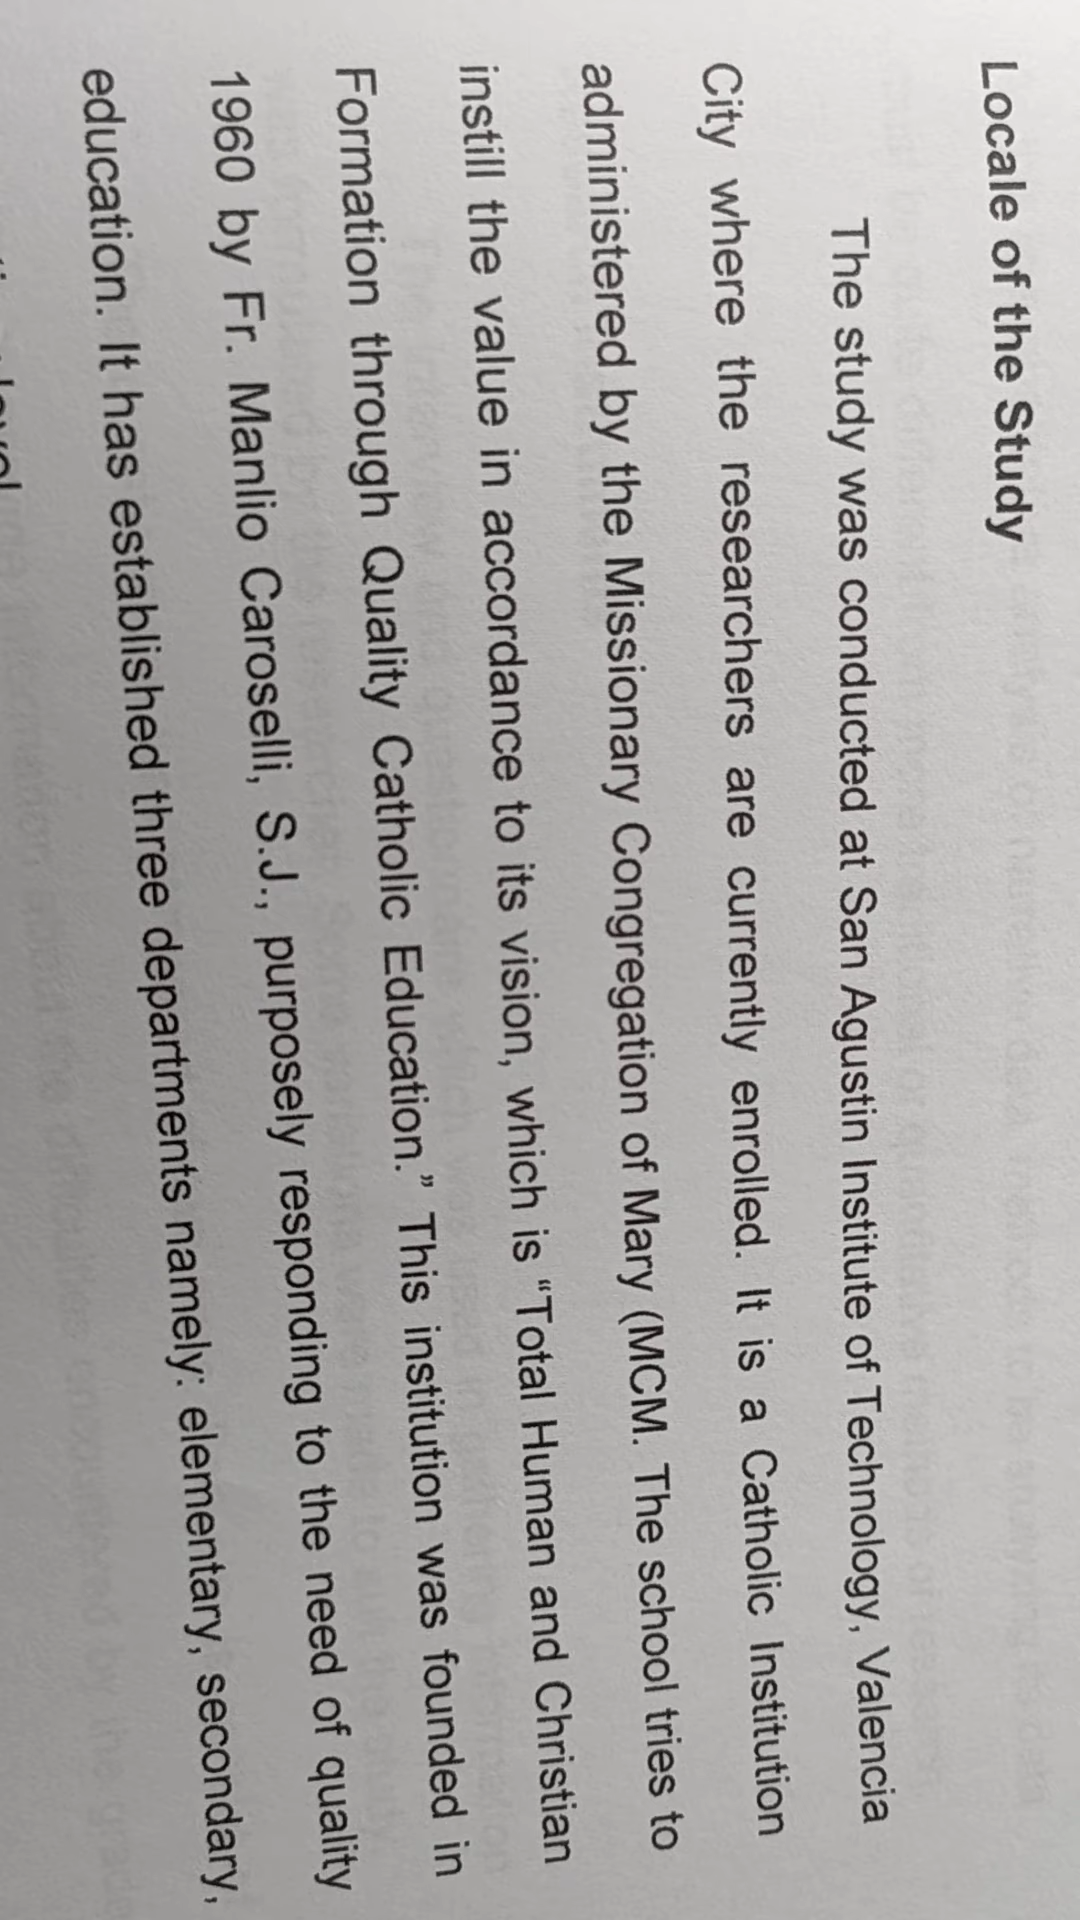 Locale of the Study
The study was conducted at San Agustin Institute of Technology, Valencia
City where the researchers are currently enrolled. It is a Catholic Institution
administered by the Missionary Congregation of Mary (MCM. The school tries to
instill the value in accordance to its vision, which is “Total Human and Christian
Formation through Quality Catholic Education.” This institution was founded in
1960 by Fr. Manlio Caroselli, S.J., purposely responding to the need of quality
education. It has established three departments namely: elementary, secondary,
level